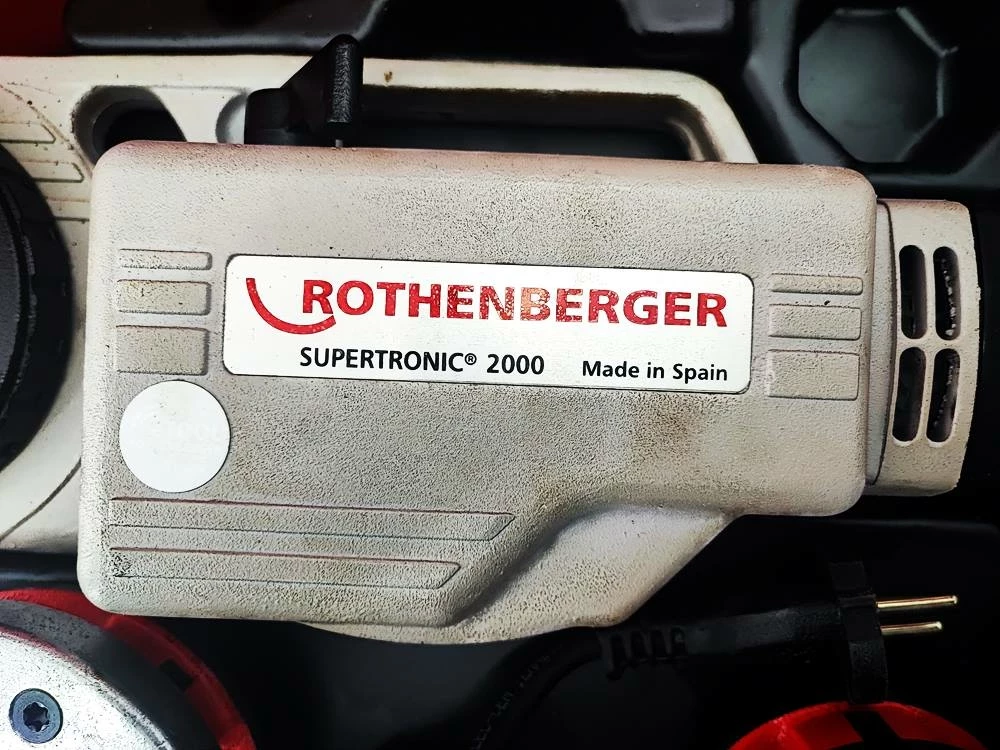 ROTHENBERGER
SUPERTRONIC® 2000 Made in Spain